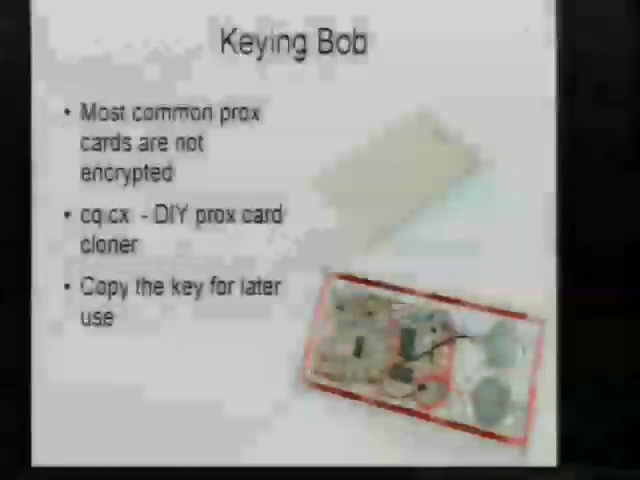 Keying Bob
• Most common prox
cards are not
encrypted
• cq.cx - DIY prox card
cloner
• Copy the key for later
use